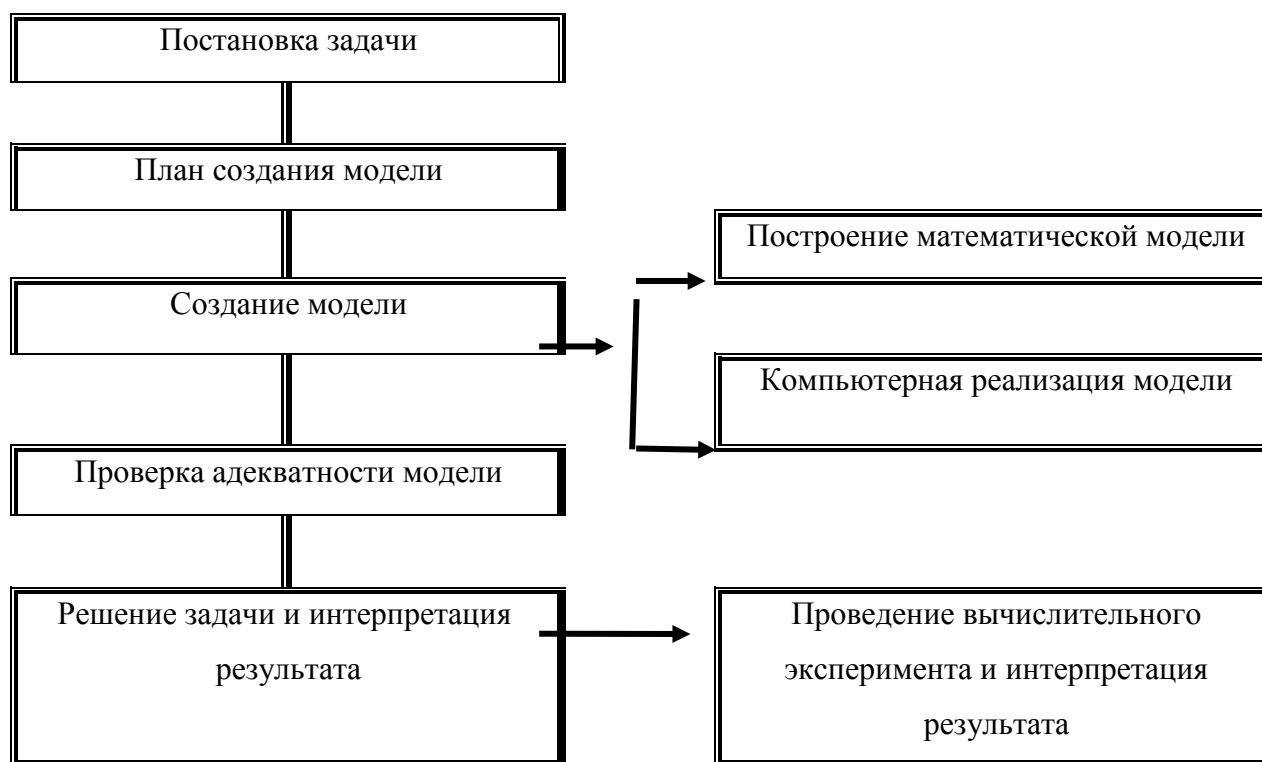 Постановка задачи
План создания модели
Построение математической модели
Создание модели
Компьютерная реализация модели
Проверка адекватности модели
Решение задачи и интерпретация
результата
Проведение вычислительного
эксперимента и интерпретация
результата